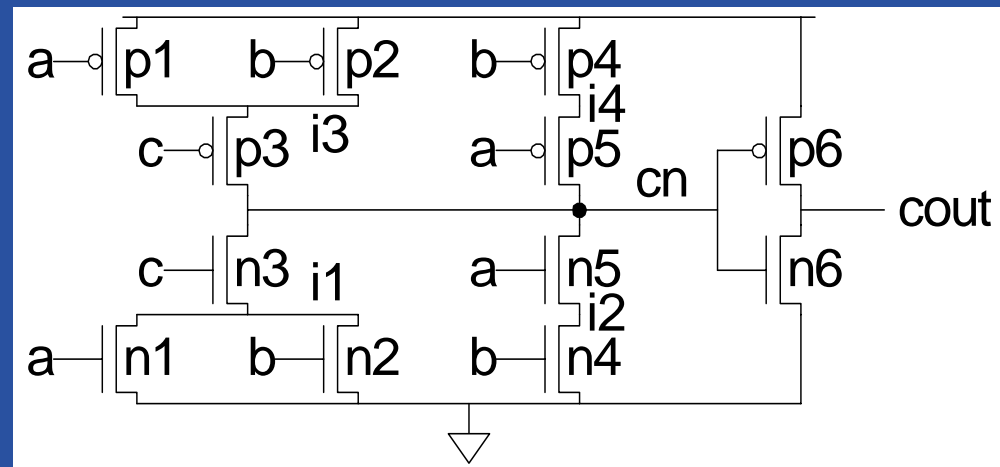 a p1 b p2 b p4
i4
c p3 i3 a p5 p6
cn
cout
c n3 i1 a n5 n6
i2
a n1 b n2 b n4